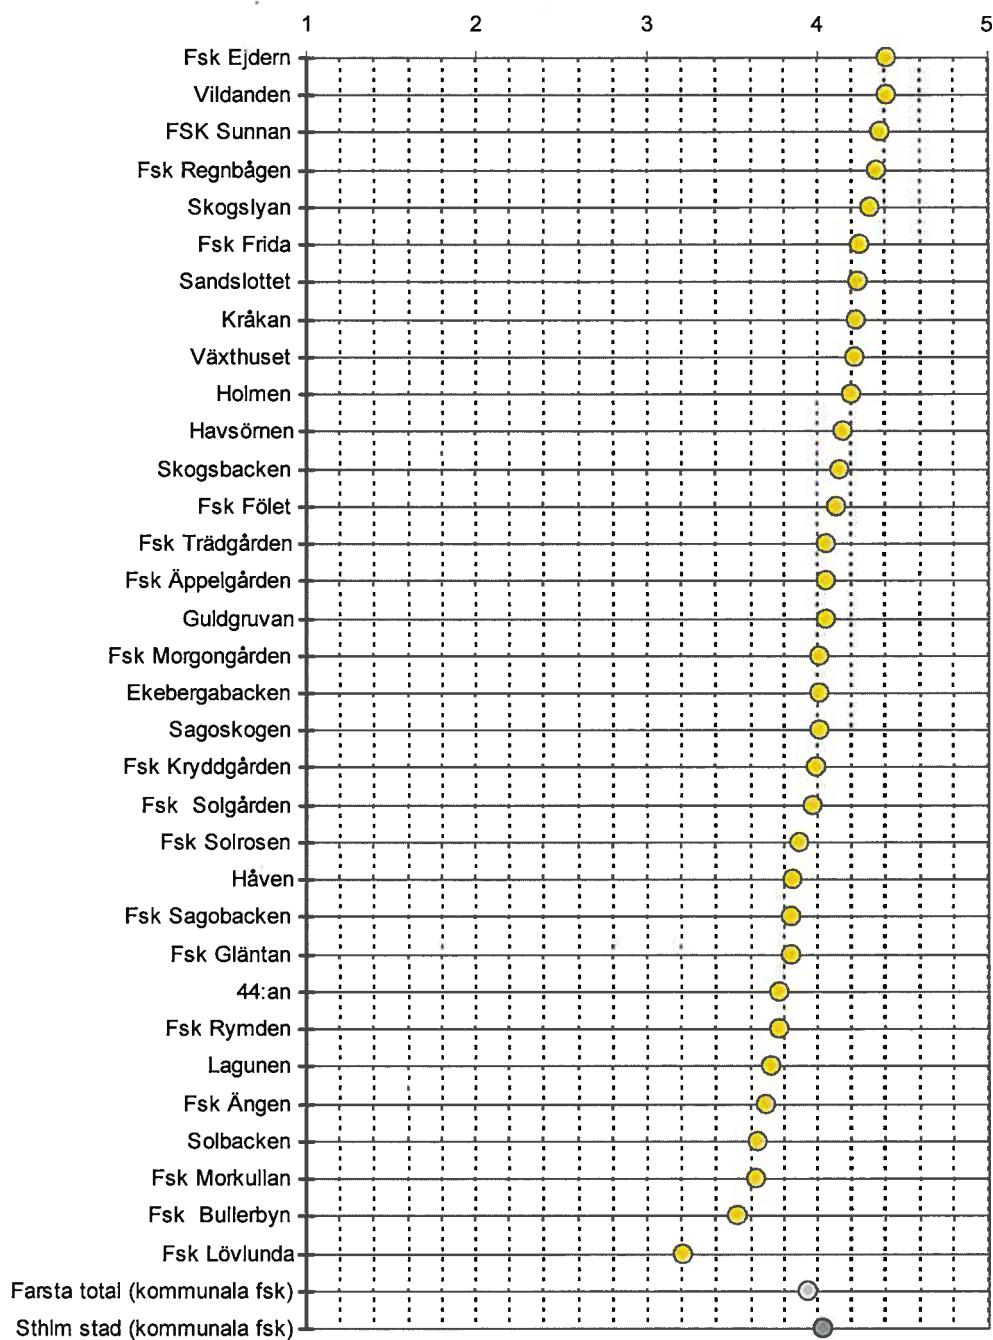 1 2 3 4 5
Fsk Ejdern
Vildanden
FSK Sunnan
Fsk Regnbågen
Skogslyan
Fsk Frida
Sandslottet
Kråkan
Växthuset
Holmen
Havsörnen
Skogsbacken
Fsk Fölet
Fsk Trädgården
Fsk Äppelgården
Guldgruvan
Fsk Morgongården
Ekebergabacken
Sagoskogen
Fsk Kryddgården
Fsk Solgården
Fsk Solrosen
Håven
Fsk Sagobacken
Fsk Gläntan
44:an
Fsk Rymden
Lagunen
Fsk Ängen
Solbacken
Fsk Morkullan
Fsk Bullerbyn
Fsk Lövlunda
Farsta total (kommunala fsk)
Sthlm stad (kommunala fsk)